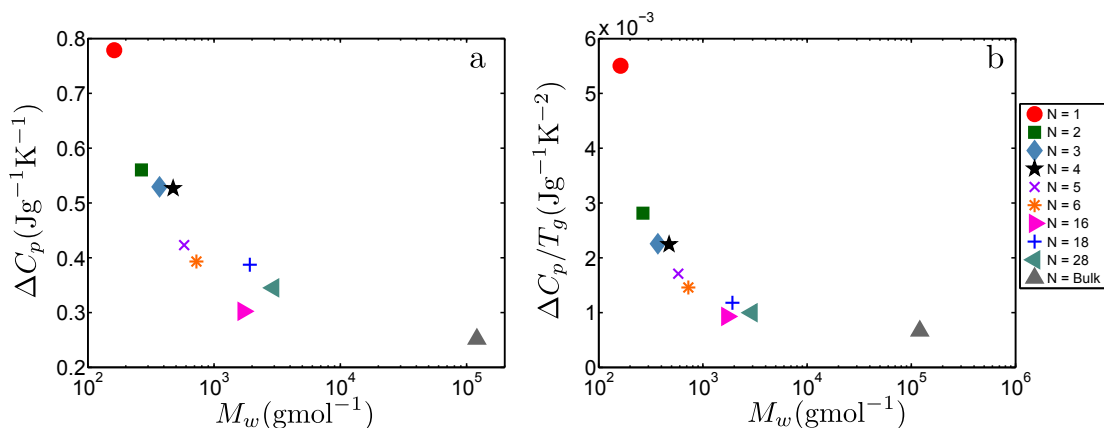 a
0.8
0.7
0.6
0.5
0.4
0.3
0.2
10^2
10^3
10^4
10^5
M_w(gmol^{-1})
ΔC_p(Jg^{-1}K^{-1})
b
6 x 10^{-3}
5
4
3
2
1
0
10^2
10^3
10^4
10^5
10^6
M_w(gmol^{-1})
ΔC_p/T_g(Jg^{-1}K^{-2})
N = 1
N = 2
N = 3
N = 4
N = 5
N = 6
N = 16
N = 18
N = 28
N = Bulk